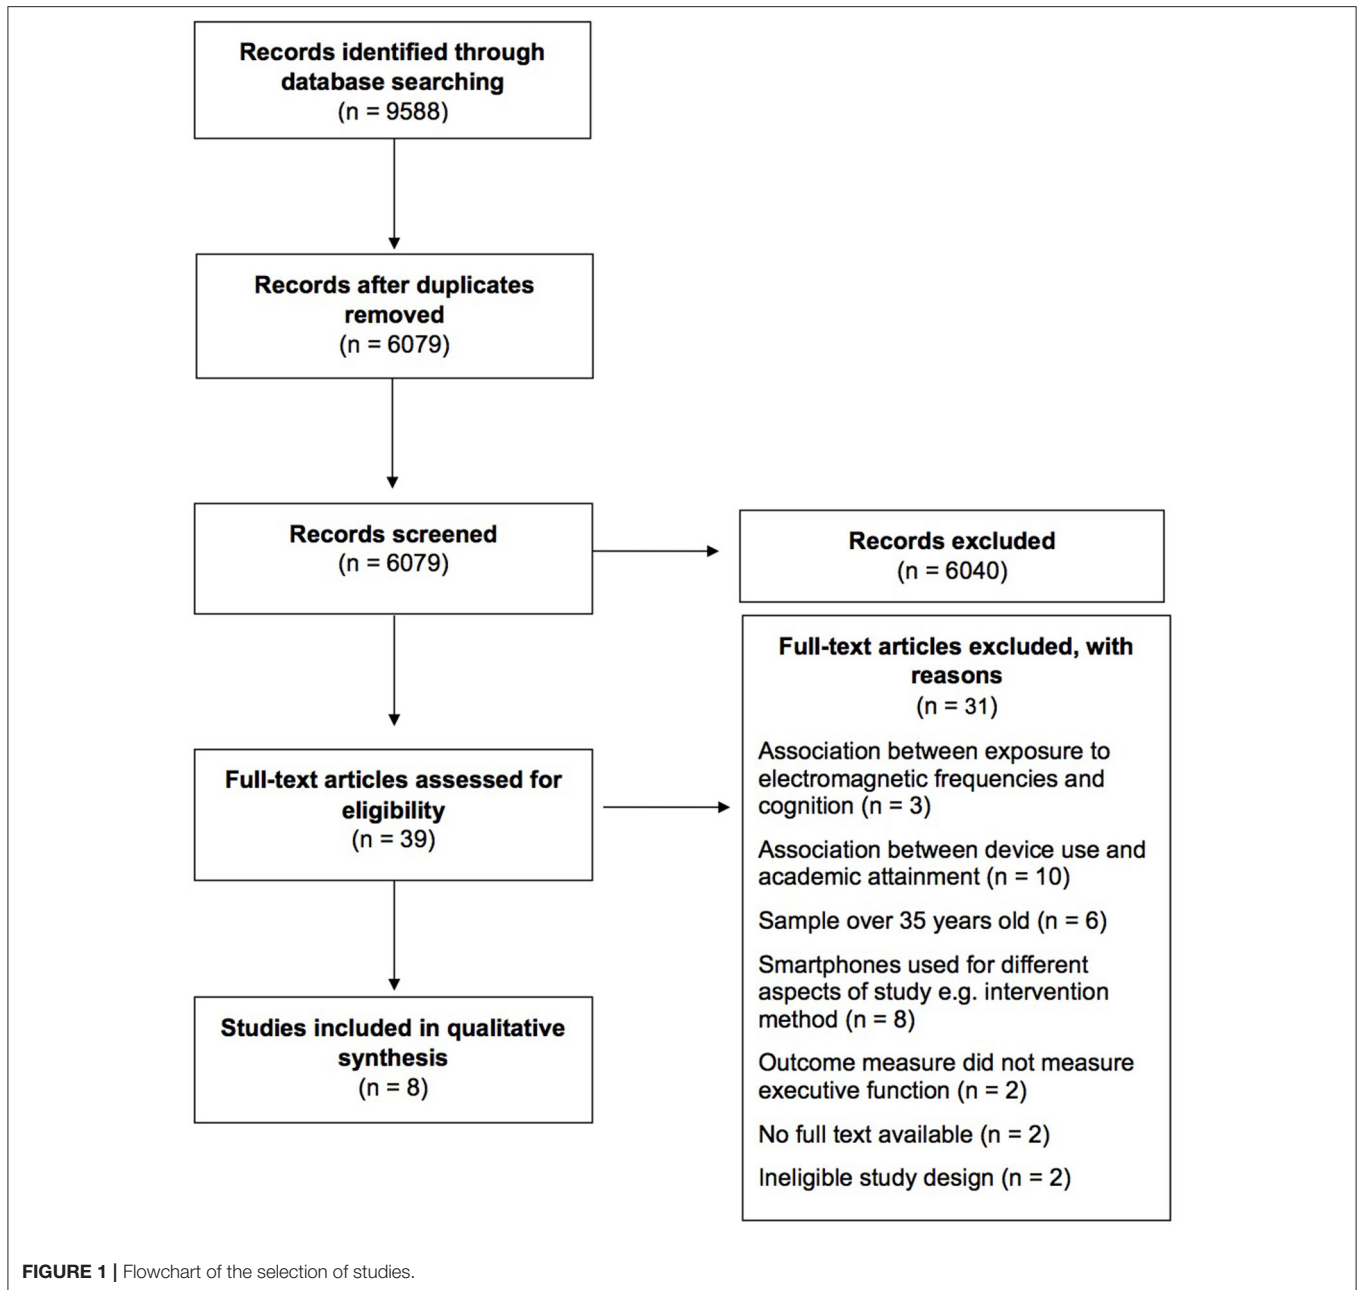 Records identified through
database searching
(n = 9588)
Records after duplicates
removed
(n = 6079)
Records screened
(n = 6079)
Records excluded
(n = 6040)
Full-text articles assessed for
eligibility
(n = 39)
Full-text articles excluded, with
reasons
(n = 31)
Association between exposure to
electromagnetic frequencies and
cognition (n = 3)
Association between device use and
academic attainment (n = 10)
Sample over 35 years old (n = 6)
Smartphones used for different
aspects of study e.g. intervention
method (n = 8)
Outcome measure did not measure
executive function (n = 2)
No full text available (n = 2)
Ineligible study design (n = 2)
Studies included in qualitative
synthesis
(n = 8)
FIGURE 1 | Flowchart of the selection of studies.